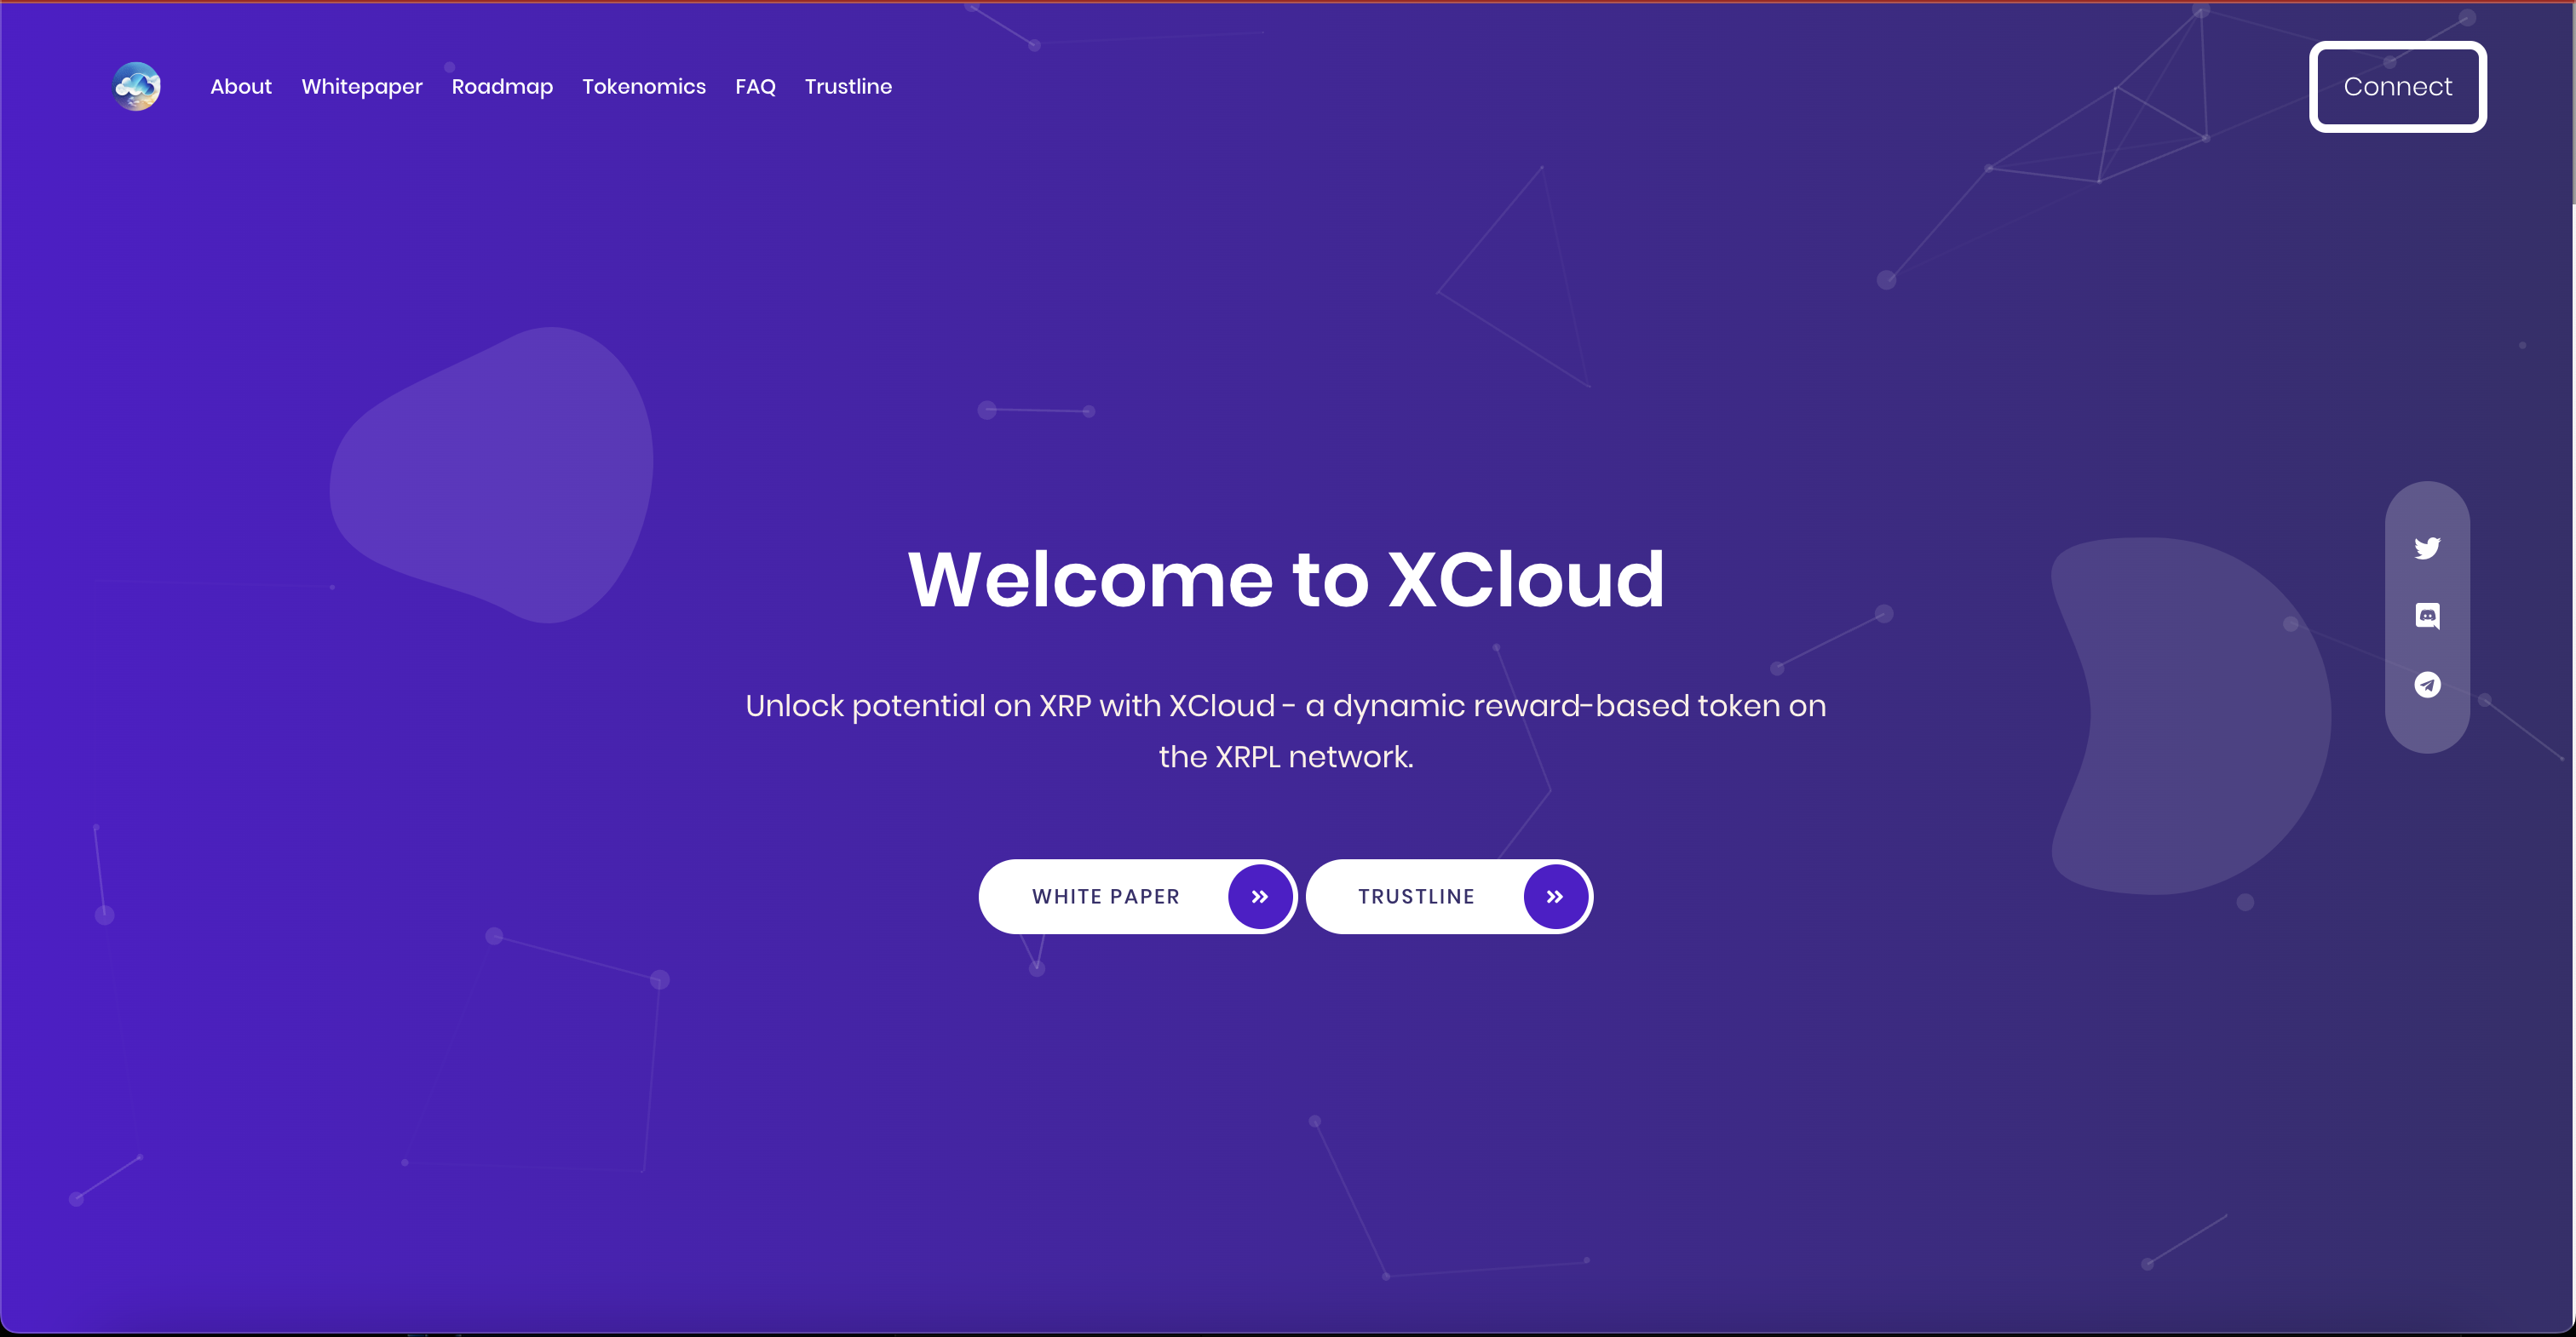 About Whitepaper Roadmap Tokenomics FAQ Trustline
Connect
Welcome to XCloud
Unlock potential on XRP with XCloud - a dynamic reward-based token on
the XRPL network.
WHITE PAPER
TRUSTLINE